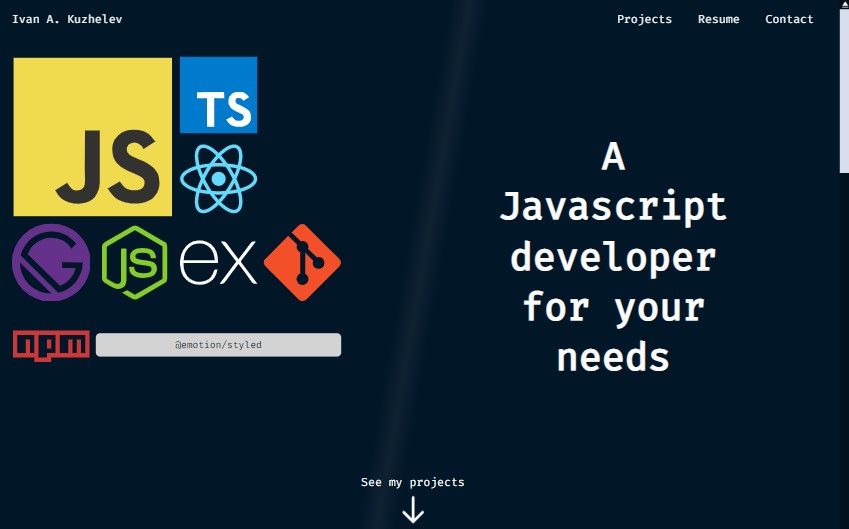 Ivan A. Kuzhelev
Projects Resume Contact
JS
TS
JS
ex
npm
@emotion/styled
A
Javascript
developer
for your
needs
See my projects